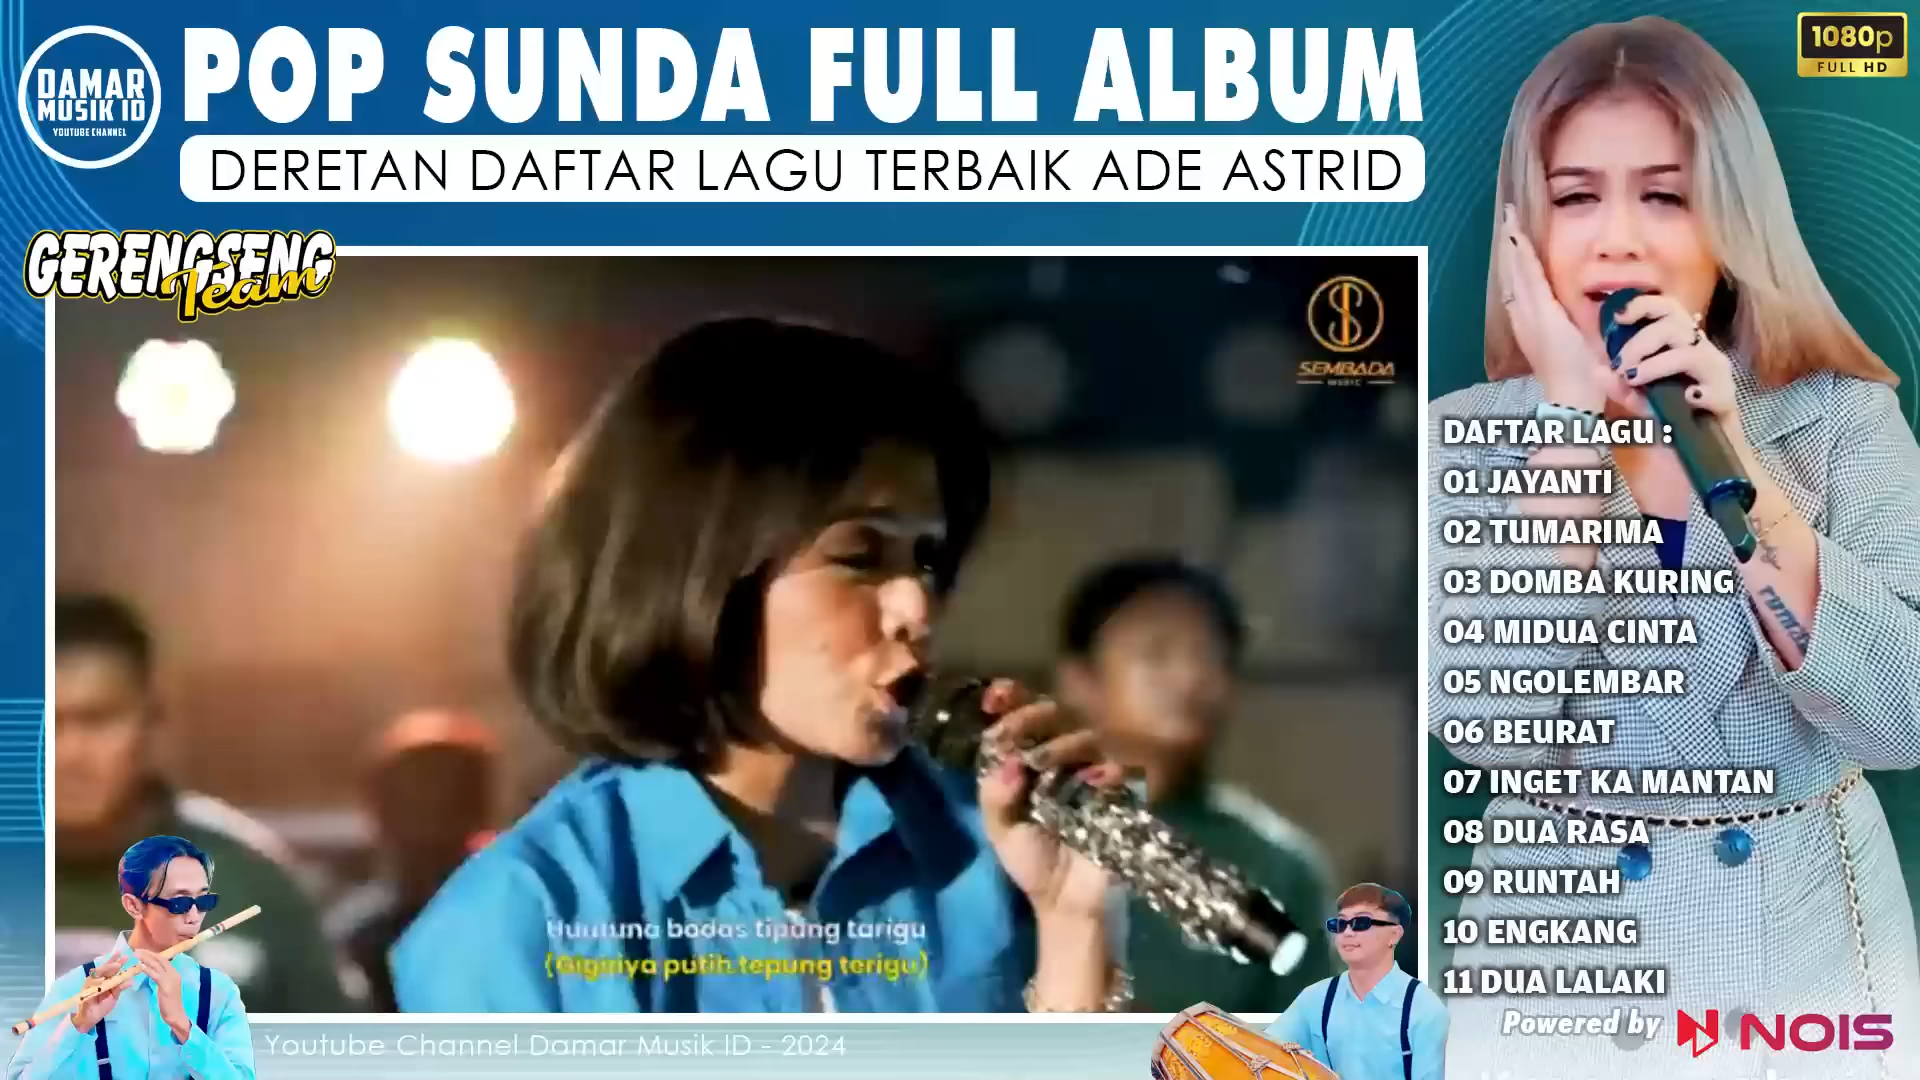 DAMAR
MUSIK ID
YOUTUBE CHANNEL
POP SUNDA FULL ALBUM
DERETAN DAFTAR LAGU TERBAIK ADE ASTRID
1080p
FULL HD
GERENGSENG
Team
SEMBADA
MUSIC
DAFTAR LAGU :
01 JAYANTI
02 TUMARIMA
03 DOMBA KURING
04 MIDUA CINTA
05 NGOLEMBAR
06 BEURAT
07 INGET KA MANTAN
08 DUA RASA
09 RUNTAH
10 ENGKANG
11 DUA LALAKI
bodas tipung tarigu
putih tepung terigu)
Powered by
NOIS
Youtube Channel Damar Musik ID - 2024